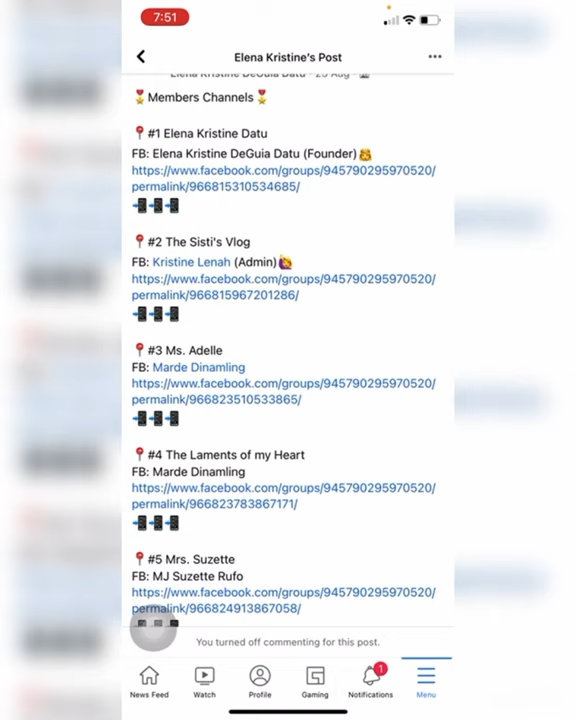 7:51
Elena Kristine's Post
Elena Kristine DeGuia Datu
Members Channels
#1 Elena Kristine Datu
FB: Elena Kristine DeGuia Datu (Founder)
https://www.facebook.com/groups/945790295970520/
permalink/966815310534685/
#2 The Sisti's Vlog
FB: Kristine Lenah (Admin)
https://www.facebook.com/groups/945790295970520/
permalink/966815967201286/
#3 Ms. Adelle
FB: Marde Dinamling
https://www.facebook.com/groups/945790295970520/
permalink/966823510533865/
#4 The Laments of my Heart
FB: Marde Dinamling
https://www.facebook.com/groups/945790295970520/
permalink/966823783867171/
#5 Mrs. Suzette
FB: MJ Suzette Rufo
https://www.facebook.com/groups/945790295970520/
permalink/966824913867058/
You turned off commenting for this post.
1
News Feed Watch Profile Gaming Notifications Menu